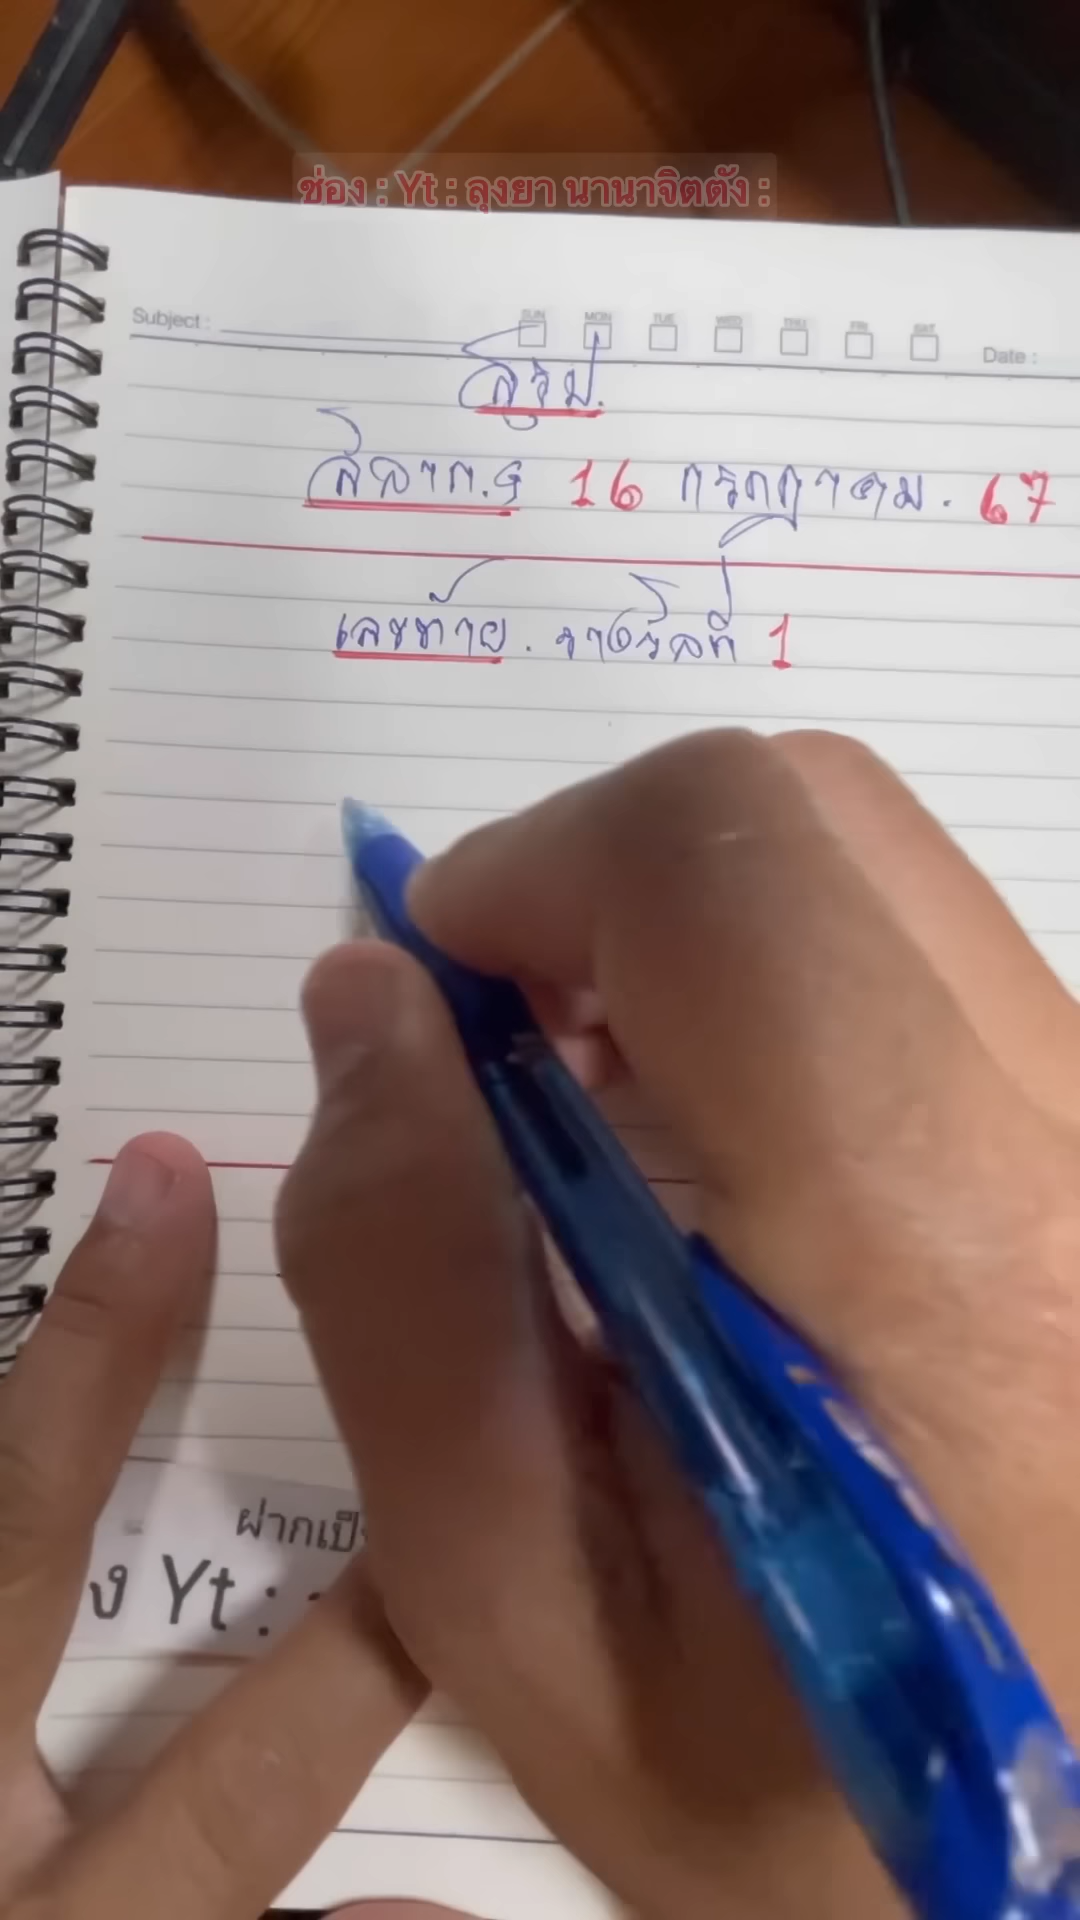 ช่อง : Yt : ลุงยา นานาจิตตัง :
Subject :
SUN MON TUE WED THU FRI SAT
Date :
สรุป.
สลาก.ฯ 16 กรกฎาคม. 67
เลขท้าย. รางวัลที่ 1
ฝากเป็
ง Yt :